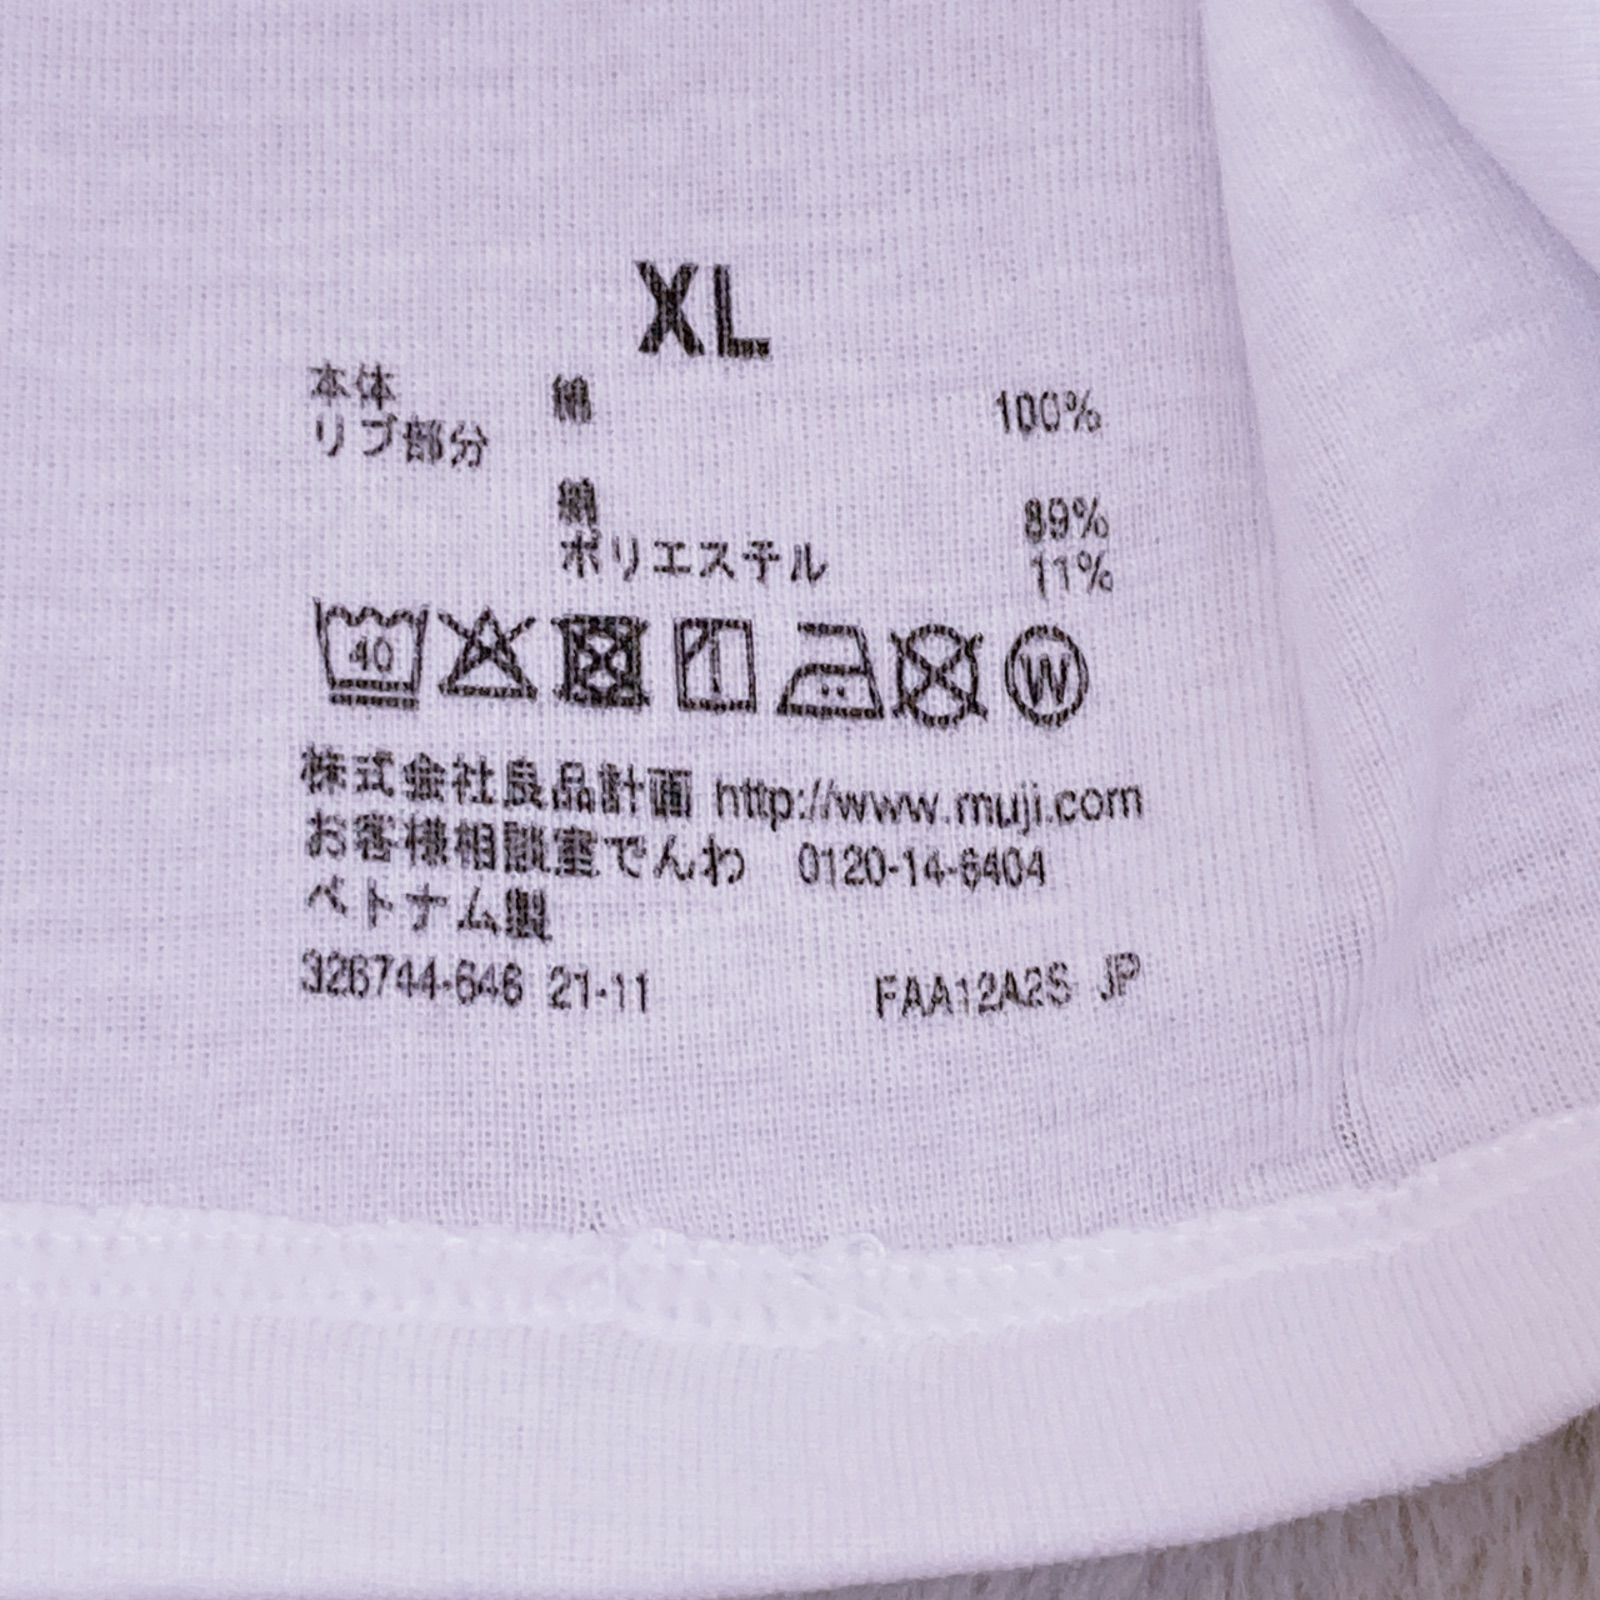 XL
本体 綿 100%
リブ部分
綿 89%
ポリエステル 11%
40 W
株式会社良品計画 http://www.muji.com
お客様相談室でんわ 0120-14-6404
ベトナム製
326744-646 21-11 FAA12A2S JP